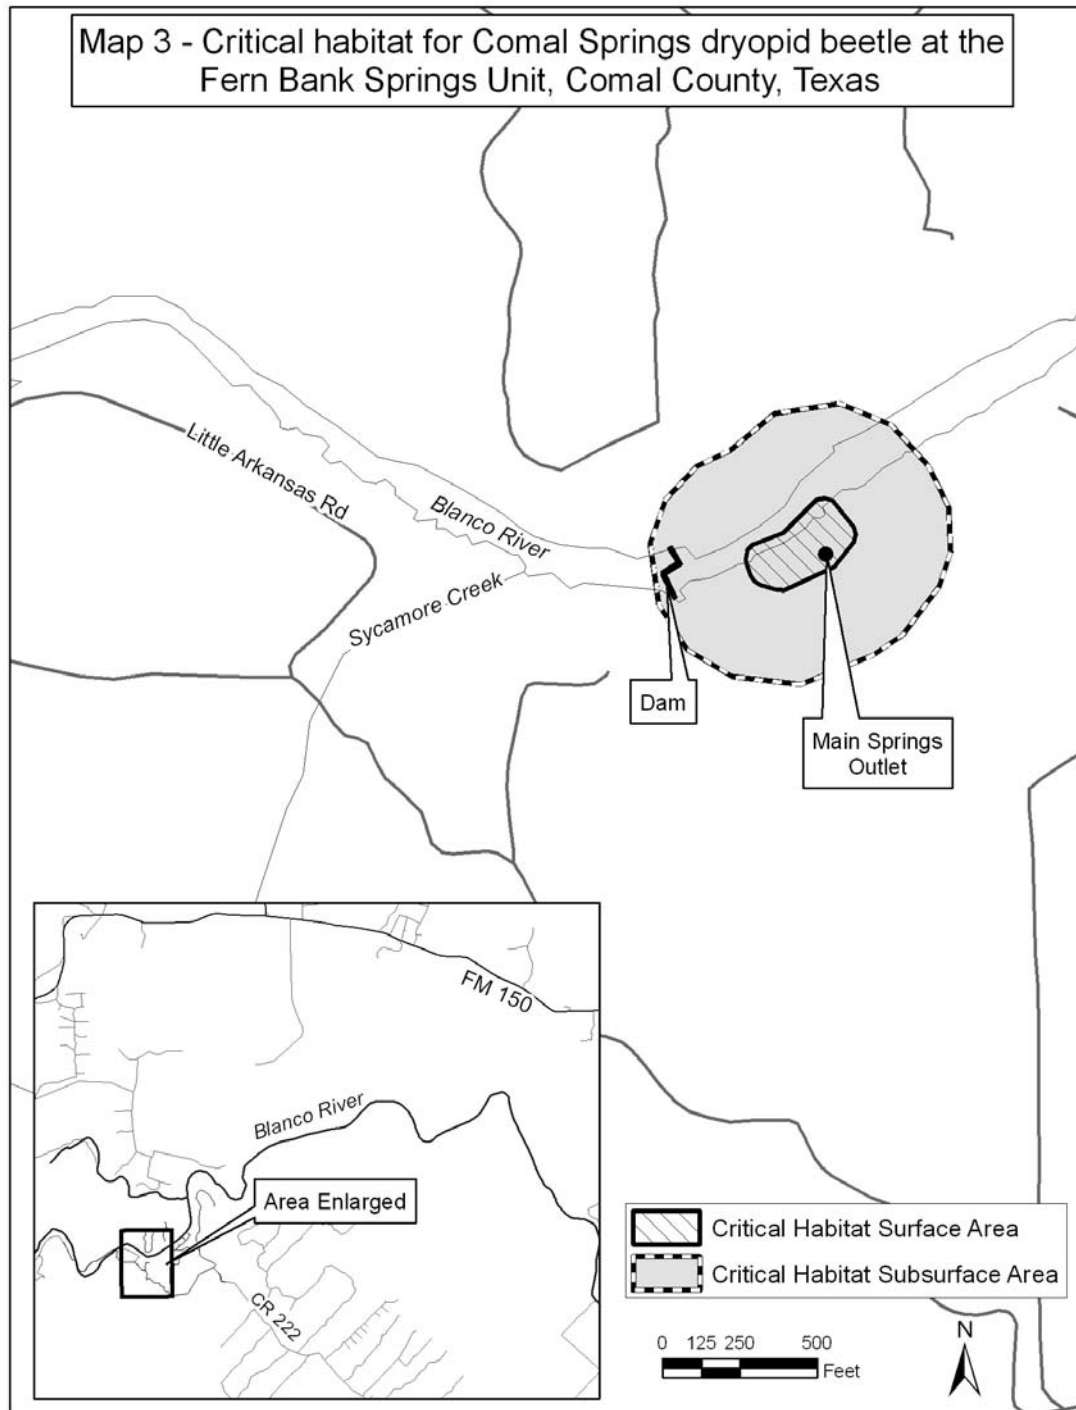 Map 3 - Critical habitat for Comal Springs dryopid beetle at the
Fern Bank Springs Unit, Comal County, Texas
Little Arkansas Rd
Blanco River
Sycamore Creek
Dam
Main Springs
Outlet
FM 150
Blanco River
Area Enlarged
CR 222
Critical Habitat Surface Area
Critical Habitat Subsurface Area
0 125 250 500
Feet
N